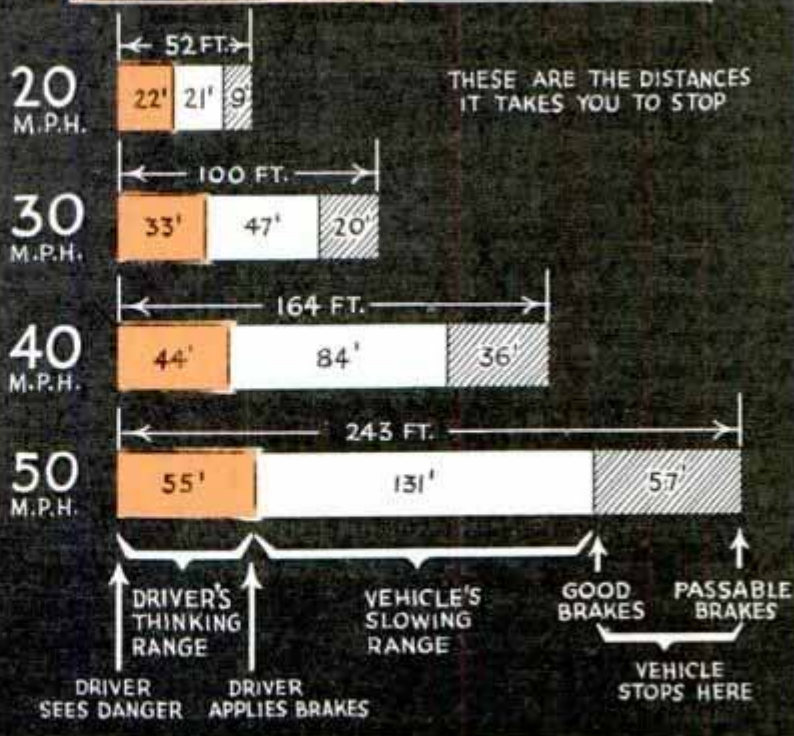 52 FT.
20
M.P.H.
22' 21' 9'
THESE ARE THE DISTANCES
IT TAKES YOU TO STOP
100 FT.
30
M.P.H.
33' 47' 20'
164 FT.
40
M.P.H.
44' 84' 36'
243 FT.
50
M.P.H.
55' 131' 57'
DRIVER'S
THINKING
RANGE
VEHICLE'S
SLOWING
RANGE
GOOD
BRAKES
PASSABLE
BRAKES
DRIVER
SEES DANGER
DRIVER
APPLIES BRAKES
VEHICLE
STOPS HERE